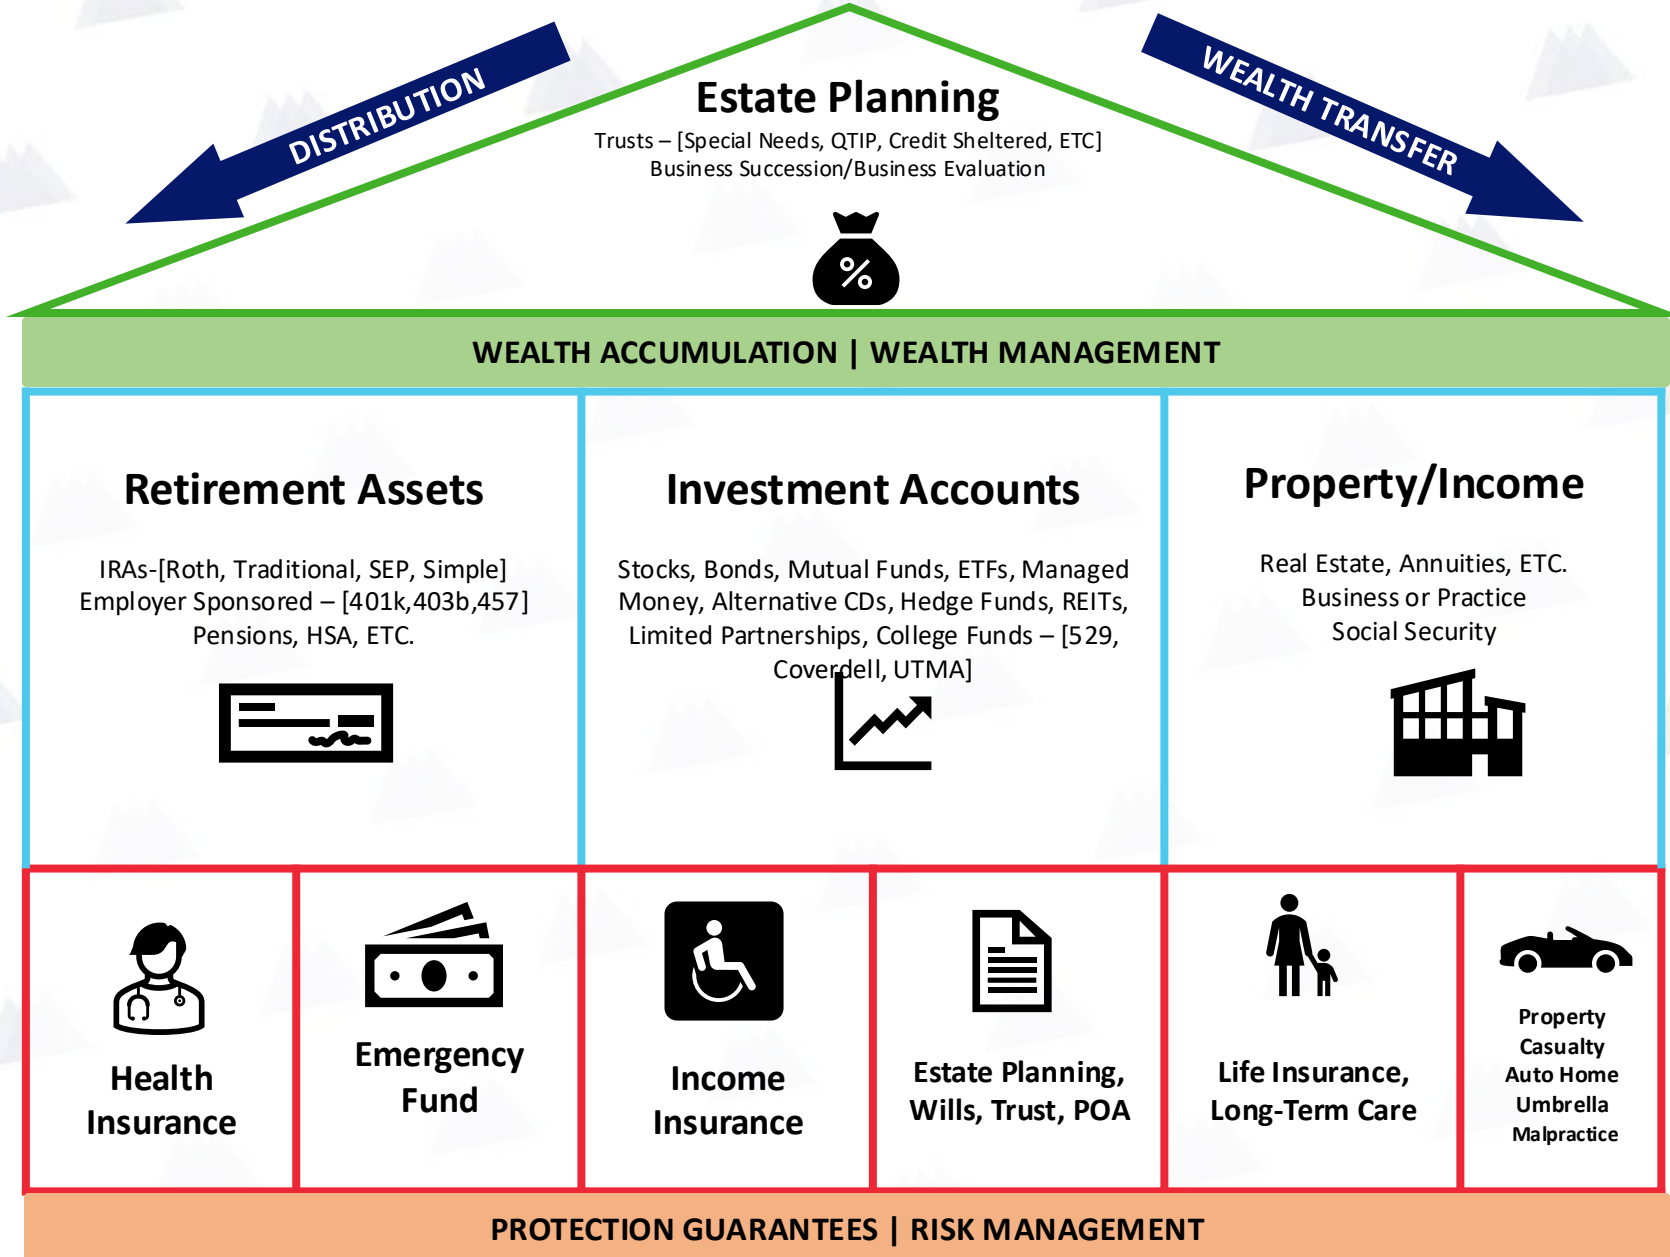 DISTRIBUTION
WEALTH TRANSFER
Estate Planning
Trusts – [Special Needs, QTIP, Credit Sheltered, ETC]
Business Succession/Business Evaluation
%
WEALTH ACCUMULATION | WEALTH MANAGEMENT
Retirement Assets
IRAs-[Roth, Traditional, SEP, Simple]
Employer Sponsored – [401k,403b,457]
Pensions, HSA, ETC.
Investment Accounts
Stocks, Bonds, Mutual Funds, ETFs, Managed
Money, Alternative CDs, Hedge Funds, REITs,
Limited Partnerships, College Funds – [529,
Coverdell, UTMA]
Property/Income
Real Estate, Annuities, ETC.
Business or Practice
Social Security
Health
Insurance
Emergency
Fund
Income
Insurance
Estate Planning,
Wills, Trust, POA
Life Insurance,
Long-Term Care
Property
Casualty
Auto Home
Umbrella
Malpractice
PROTECTION GUARANTEES | RISK MANAGEMENT